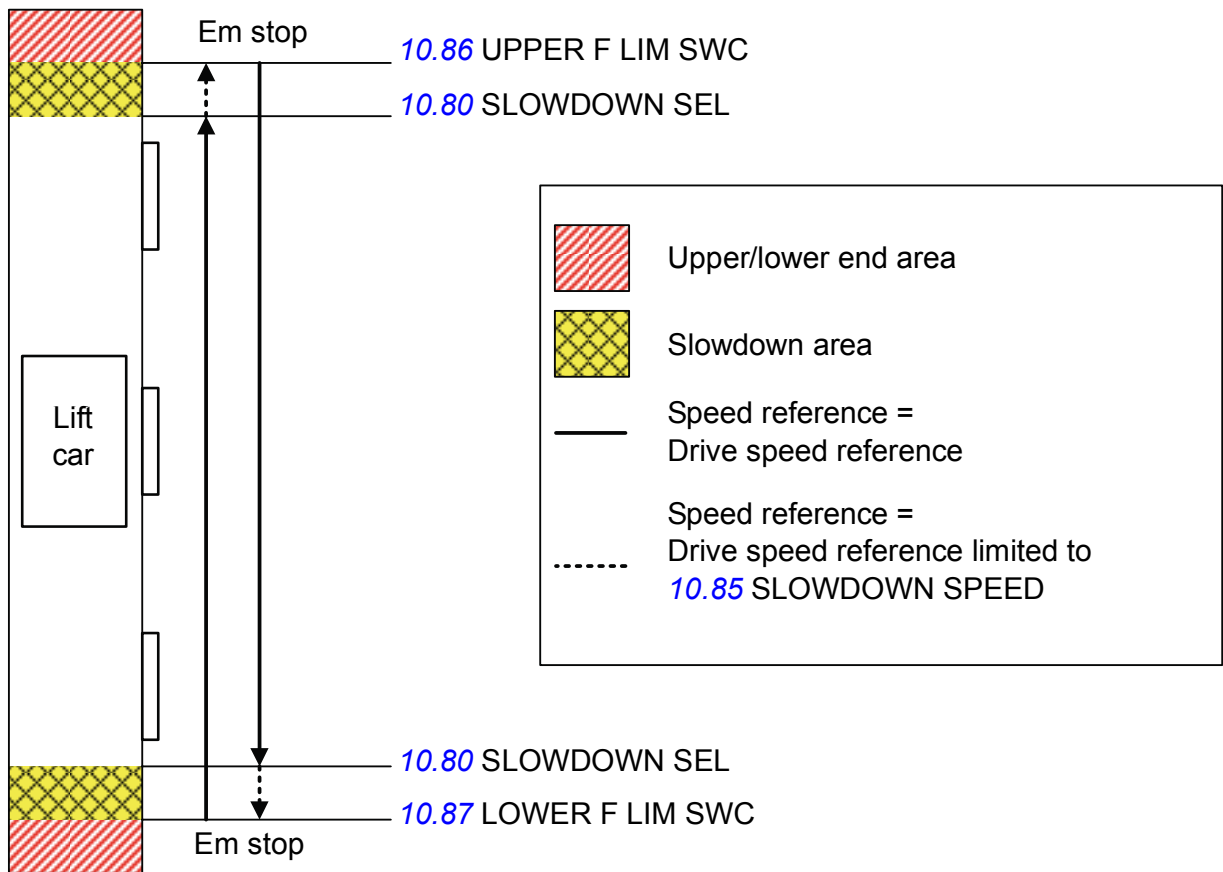 Em stop
10.86 UPPER F LIM SWC
10.80 SLOWDOWN SEL
Upper/lower end area
Slowdown area
Speed reference =
Drive speed reference
Speed reference =
Drive speed reference limited to
10.85 SLOWDOWN SPEED
Lift
car
10.80 SLOWDOWN SEL
10.87 LOWER F LIM SWC
Em stop